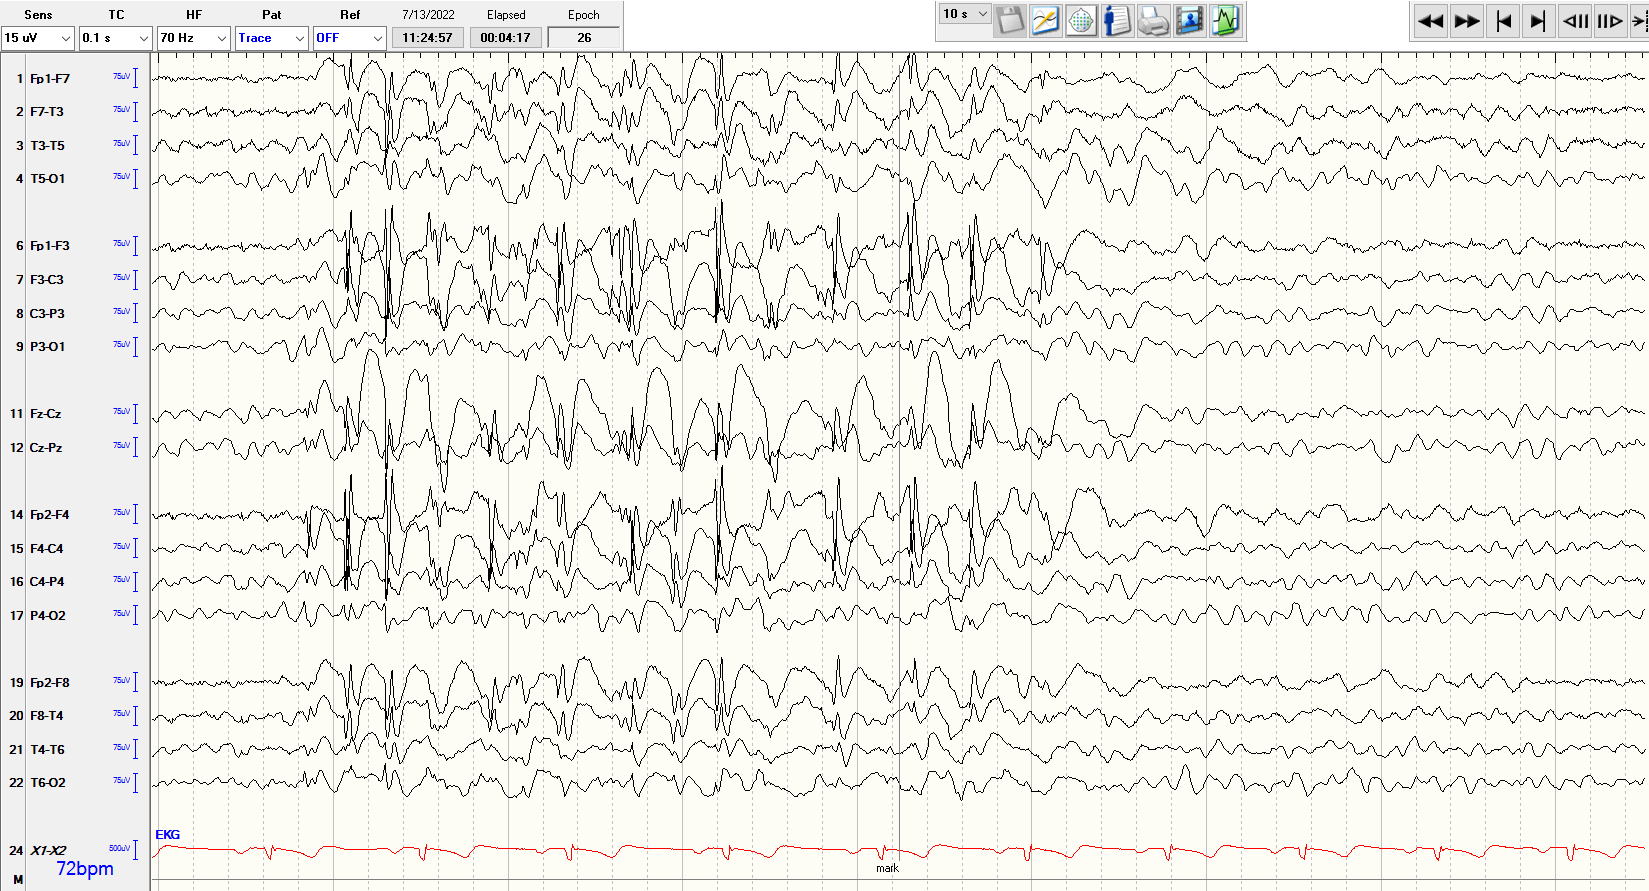 Sens TC HF Pat Ref 7/13/2022 Elapsed Epoch
15 uV 0.1 s 70 Hz Trace OFF 11:24:57 00:04:17 26
10 s
1 Fp1-F7 75uV
2 F7-T3 75uV
3 T3-T5 75uV
4 T5-O1 75uV
6 Fp1-F3 75uV
7 F3-C3 75uV
8 C3-P3 75uV
9 P3-O1 75uV
11 Fz-Cz 75uV
12 Cz-Pz 75uV
14 Fp2-F4 75uV
15 F4-C4 75uV
16 C4-P4 75uV
17 P4-O2 75uV
19 Fp2-F8 75uV
20 F8-T4 75uV
21 T4-T6 75uV
22 T6-O2 75uV
EKG
24 X1-X2 500uV
72bpm
mark
M